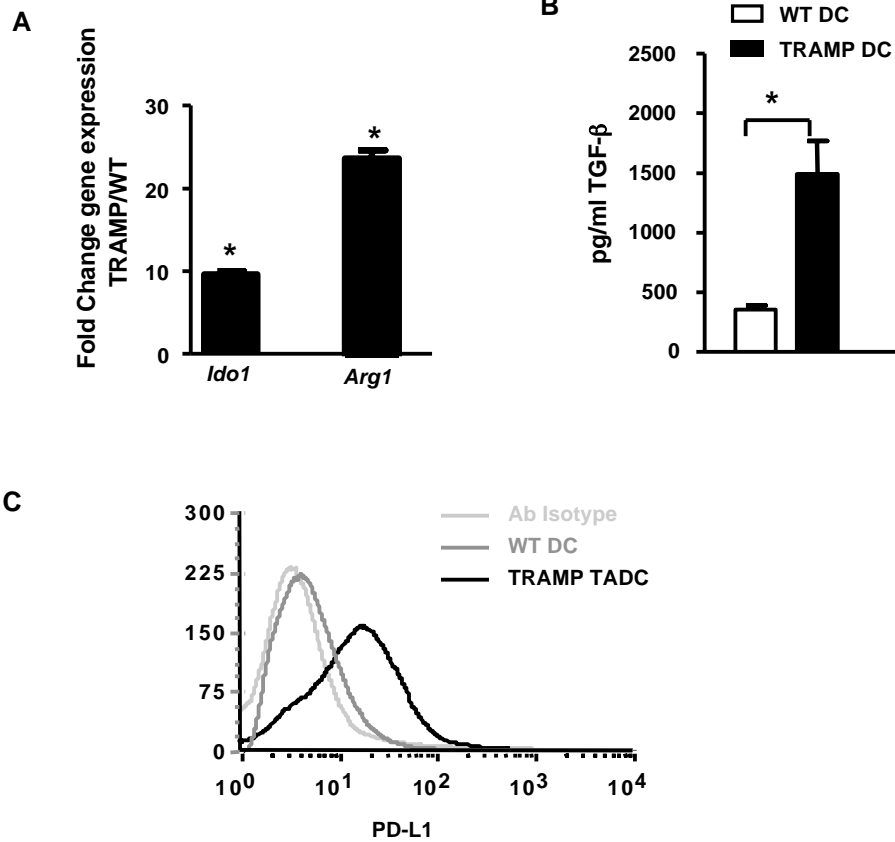 A
Fold Change gene expression
TRAMP/WT
30
20
10
0
*
*
Ido1
Arg1
B
WT DC
TRAMP DC
pg/ml TGF-β
2500
2000
1500
1000
500
0
*
C
300
225
150
75
0
Ab Isotype
WT DC
TRAMP TADC
10⁰
10¹
10²
10³
10⁴
PD-L1